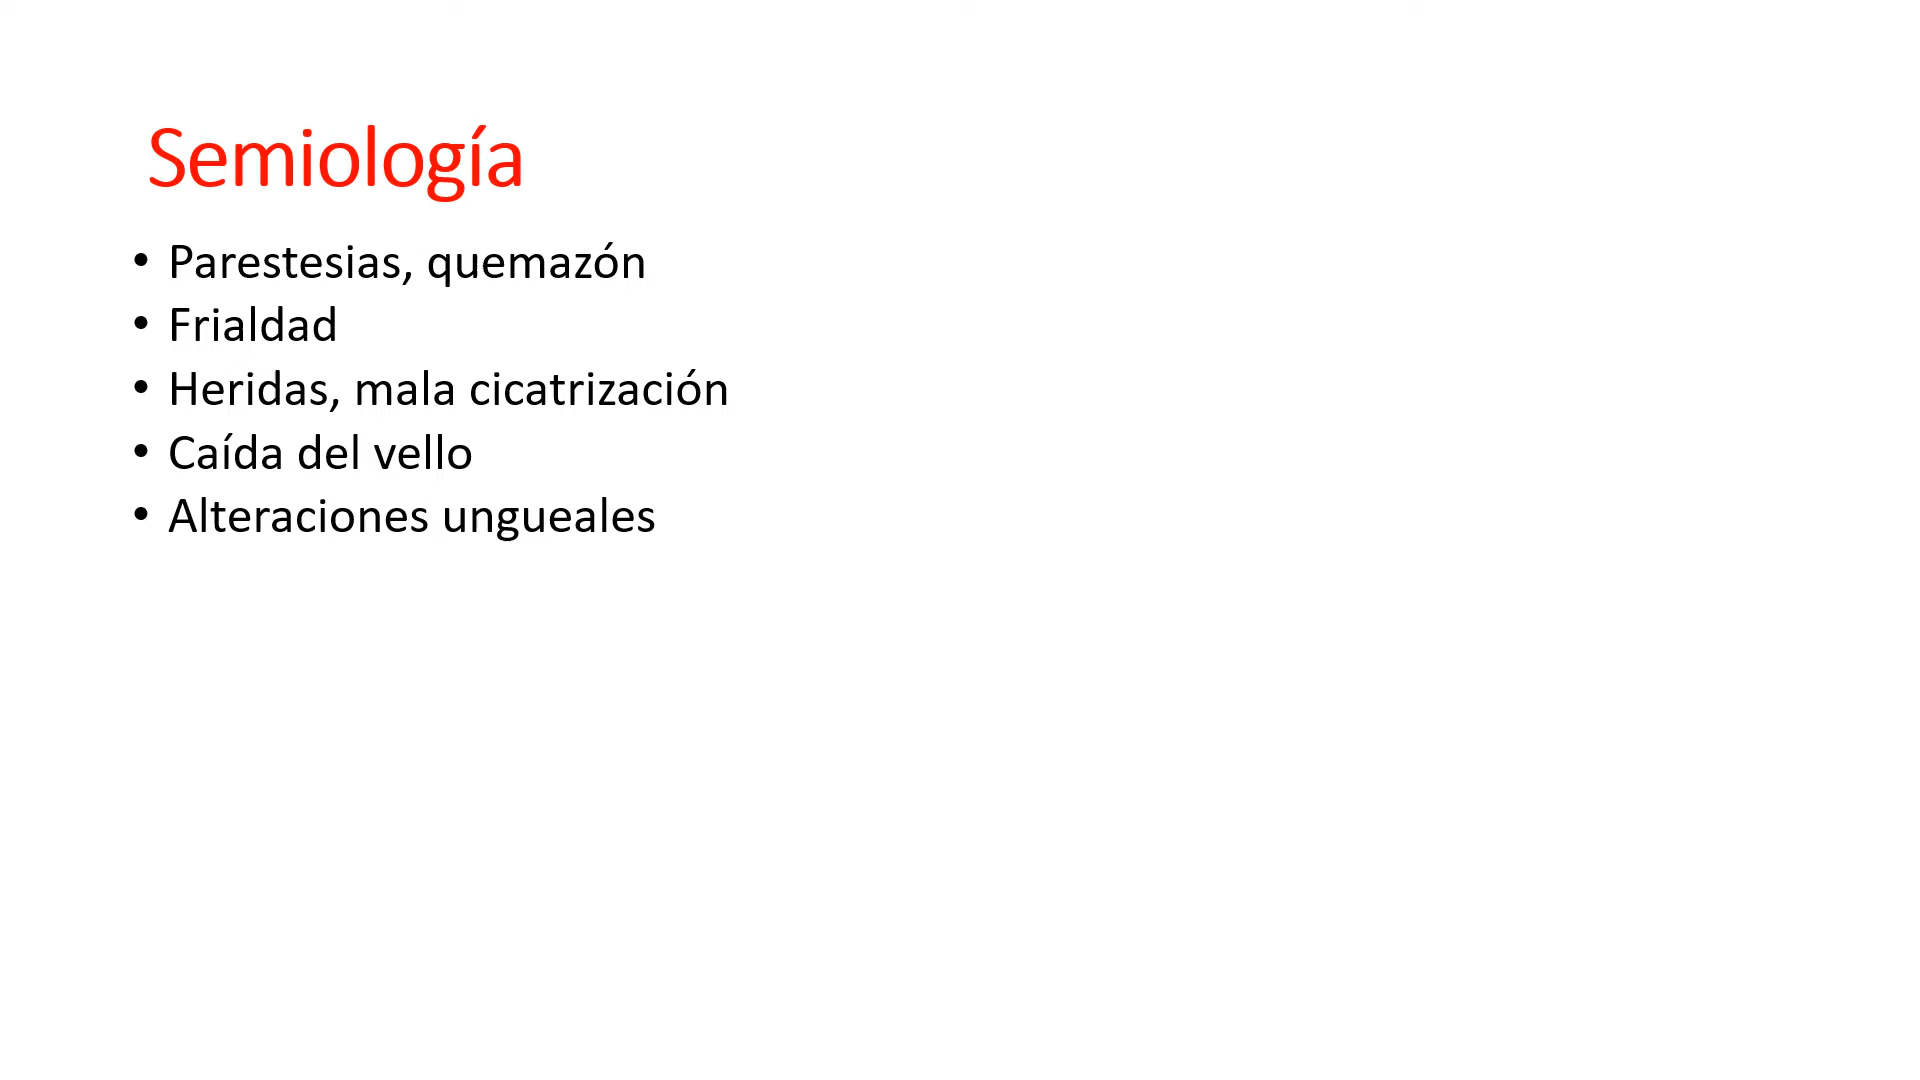 Semiología
• Parestesias, quemazón
• Frialdad
• Heridas, mala cicatrización
• Caída del vello
• Alteraciones ungueales